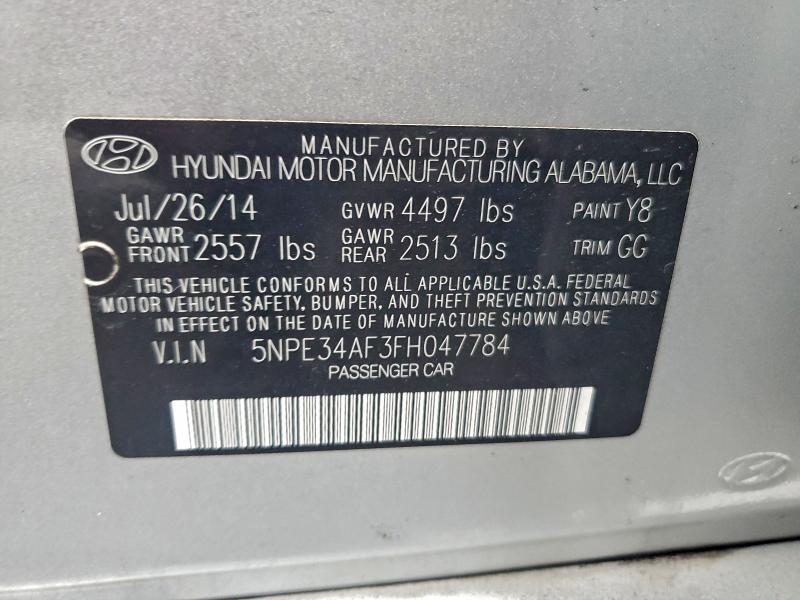 MANUFACTURED BY
HYUNDAI MOTOR MANUFACTURING ALABAMA, LLC
Jul/26/14 GVWR 4497 lbs PAINT Y8
GAWR FRONT 2557 lbs GAWR REAR 2513 lbs TRIM GG
THIS VEHICLE CONFORMS TO ALL APPLICABLE U.S.A. FEDERAL
MOTOR VEHICLE SAFETY, BUMPER, AND THEFT PREVENTION STANDARDS
IN EFFECT ON THE DATE OF MANUFACTURE SHOWN ABOVE
V.I.N 5NPE34AF3FH047784
PASSENGER CAR